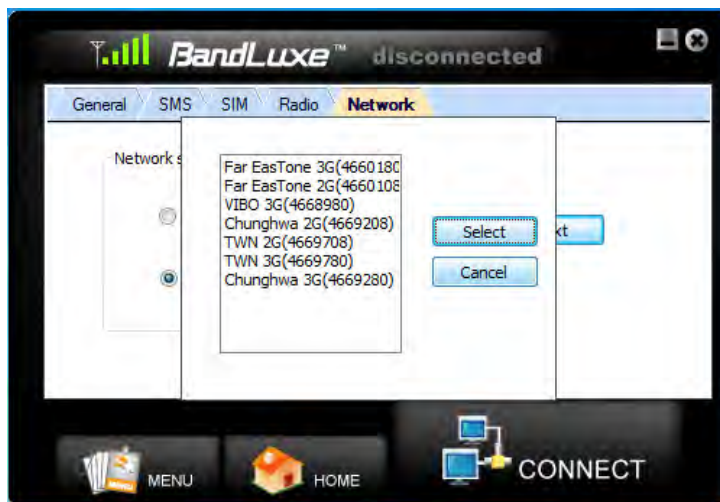 BandLuxe™ disconnected
General SMS SIM Radio Network
Network s
Far EasTone 3G(4660180
Far EasTone 2G(4660108
VIBO 3G(4668980)
Chunghwa 2G(4669208)
TWN 2G(4669708)
TWN 3G(4669780)
Chunghwa 3G(4669280)
Select
xt
Cancel
MENU
HOME
CONNECT